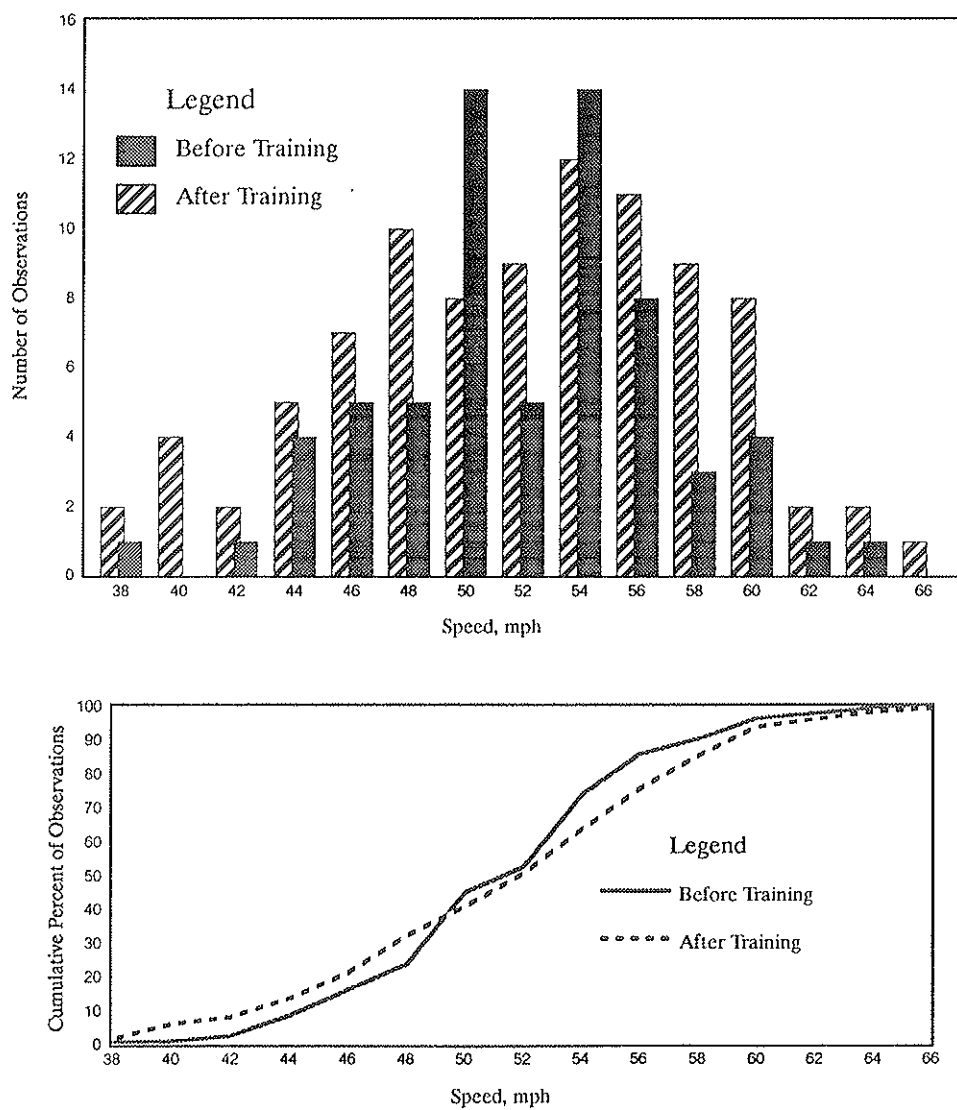 16
14
12
10
8
6
4
2
0
Number of Observations
Legend
Before Training
After Training
38 40 42 44 46 48 50 52 54 56 58 60 62 64 66
Speed, mph
100
90
80
70
60
50
40
30
20
10
0
Cumulative Percent of Observations
Legend
Before Training
After Training
38 40 42 44 46 48 50 52 54 56 58 60 62 64 66
Speed, mph